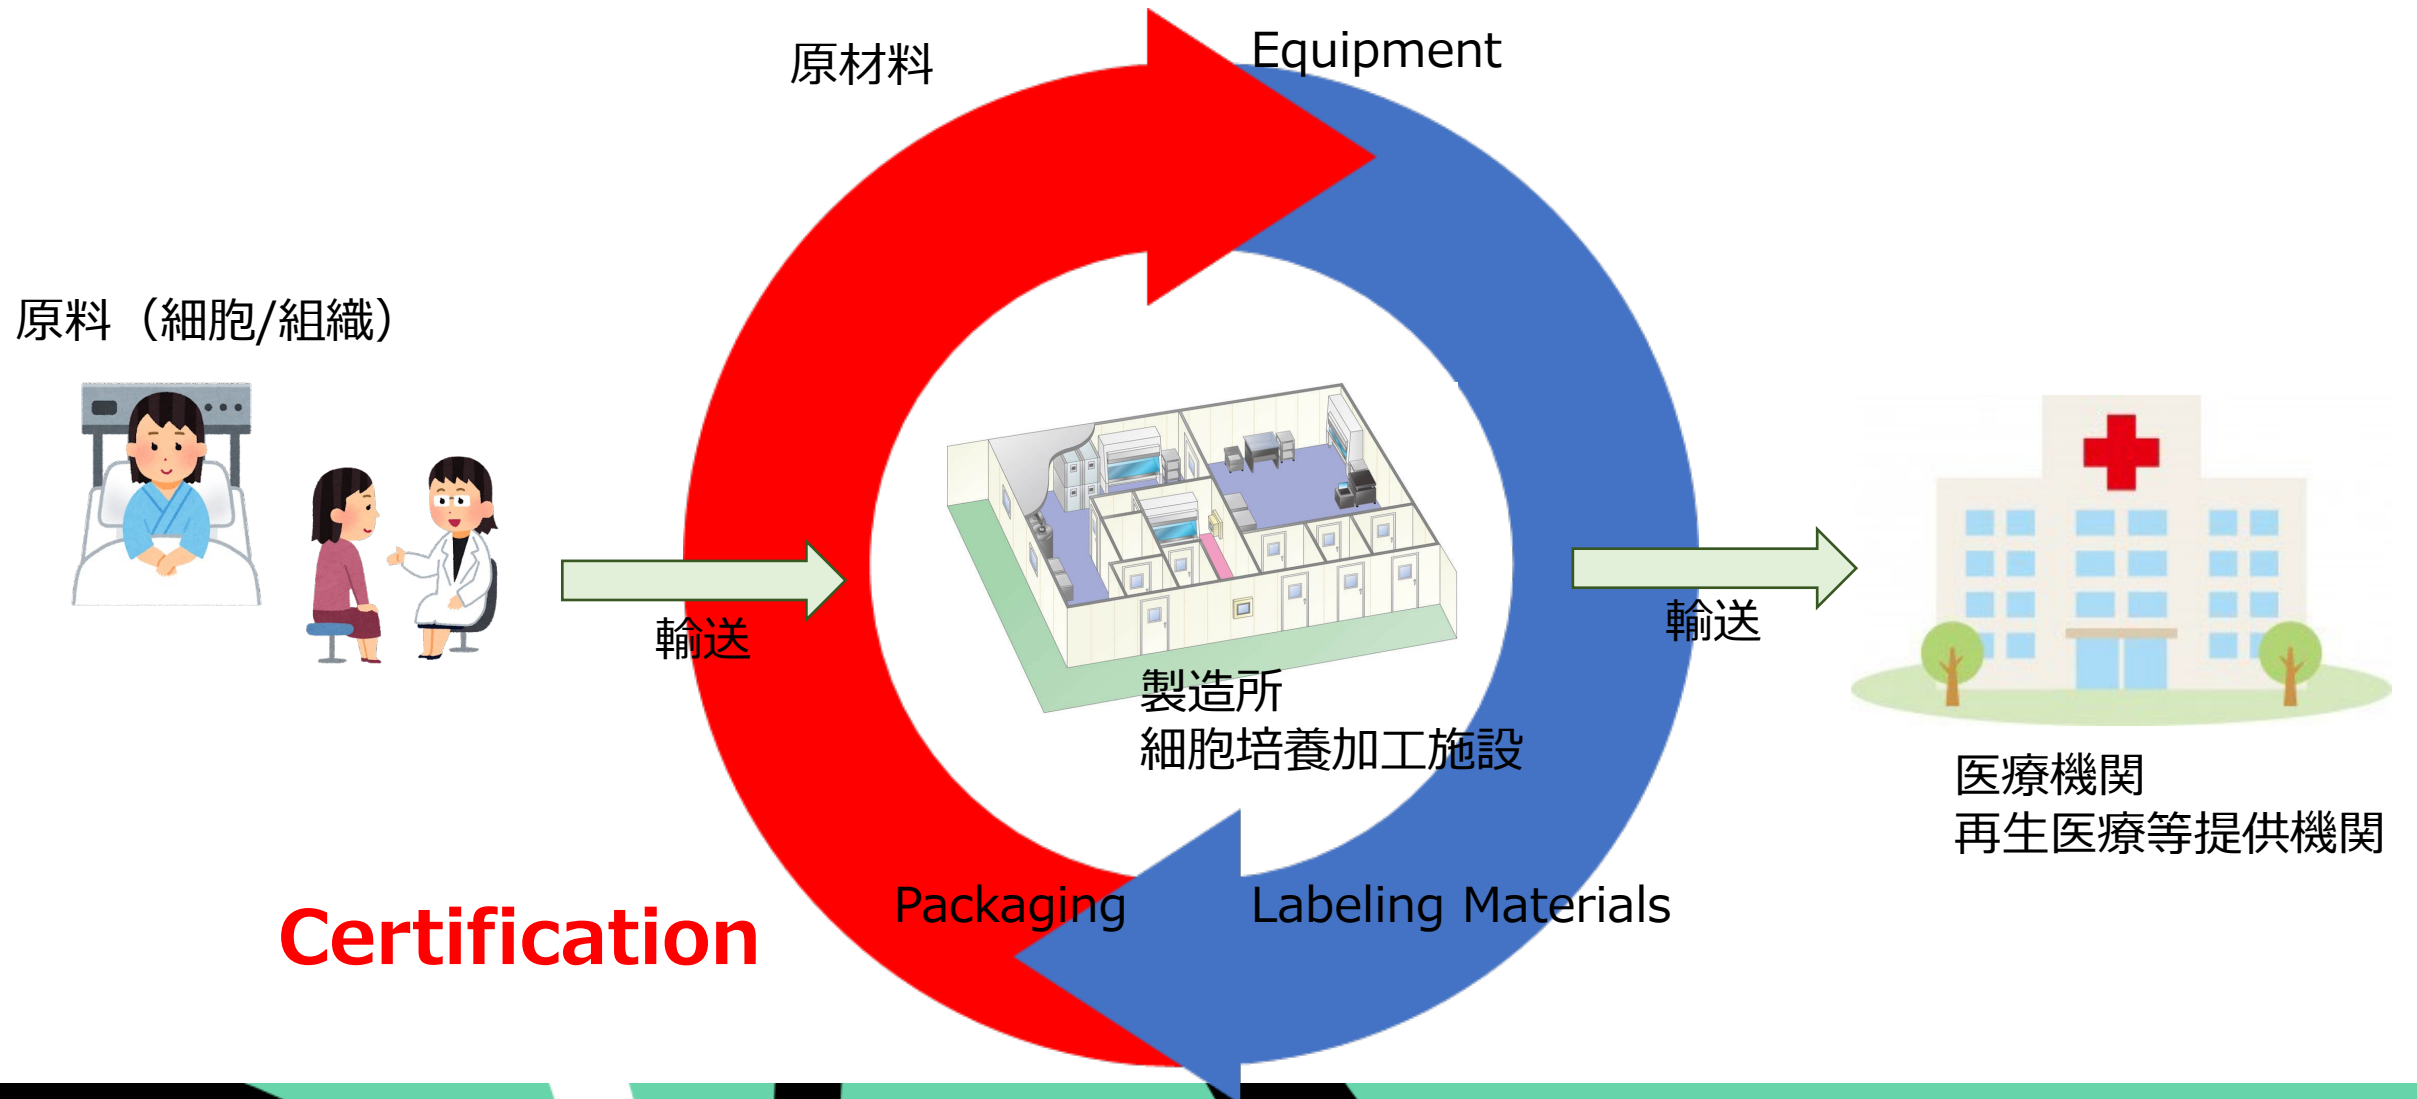 原材料
Equipment
原料（細胞/組織）
輸送
輸送
製造所
細胞培養加工施設
医療機関
再生医療等提供機関
Packaging
Labeling Materials
Certification